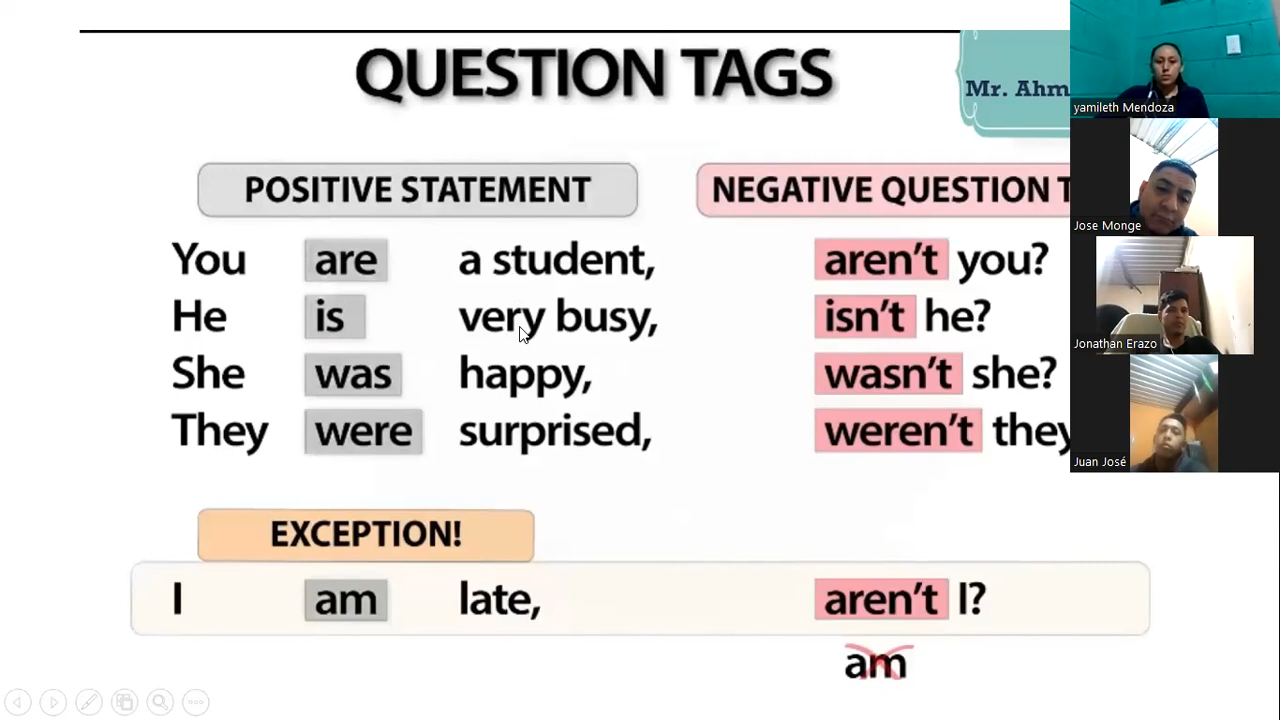 QUESTION TAGS
Mr. Ahm
POSITIVE STATEMENT
NEGATIVE QUESTION T
You are a student, aren't you?
He is very busy, isn't he?
She was happy, wasn't she?
They were surprised, weren't they
EXCEPTION!
I am late, aren't I?
am
yamileth Mendoza
Jose Monge
Jonathan Erazo
Juan José